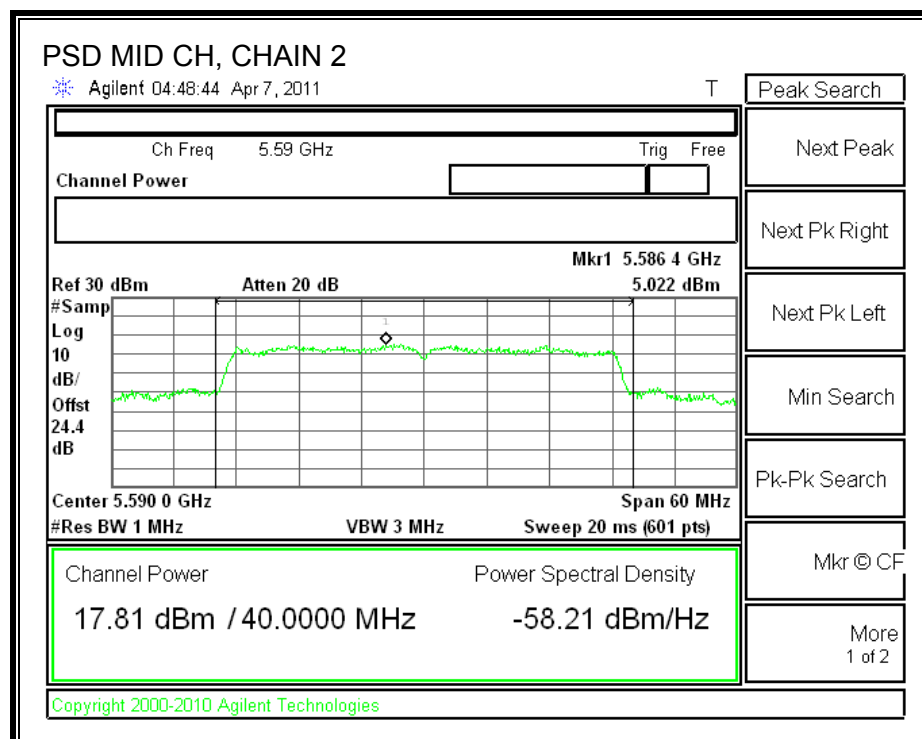 PSD MID CH, CHAIN 2
Agilent 04:48:44 Apr 7, 2011 T
Peak Search
Ch Freq 5.59 GHz Trig Free
Next Peak
Channel Power
Next Pk Right
Mkr1 5.586 4 GHz
Ref 30 dBm Atten 20 dB 5.022 dBm
#Samp
Log
10
dB/
Offst
24.4
dB
1
Next Pk Left
Min Search
Pk-Pk Search
Center 5.590 0 GHz Span 60 MHz
#Res BW 1 MHz VBW 3 MHz Sweep 20 ms (601 pts)
Channel Power Power Spectral Density
Mkr © CF
17.81 dBm / 40.0000 MHz -58.21 dBm/Hz
More
1 of 2
Copyright 2000-2010 Agilent Technologies